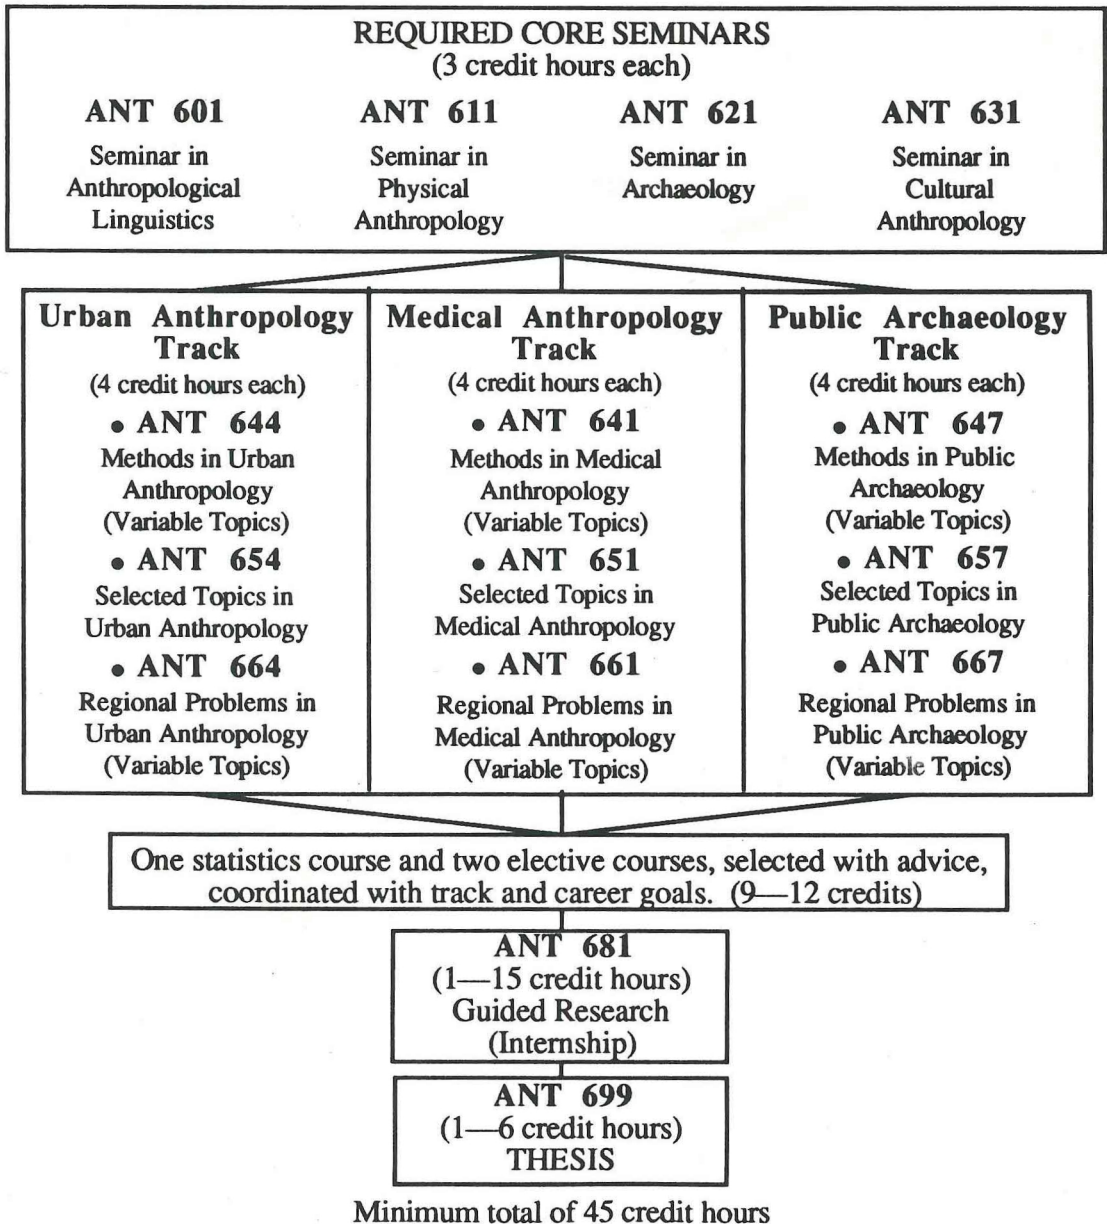 REQUIRED CORE SEMINARS
(3 credit hours each)
ANT 601
Seminar in
Anthropological
Linguistics
ANT 611
Seminar in
Physical
Anthropology
ANT 621
Seminar in
Archaeology
ANT 631
Seminar in
Cultural
Anthropology
Urban Anthropology
Track
(4 credit hours each)
• ANT 644
Methods in Urban
Anthropology
(Variable Topics)
• ANT 654
Selected Topics in
Urban Anthropology
• ANT 664
Regional Problems in
Urban Anthropology
(Variable Topics)
Medical Anthropology
Track
(4 credit hours each)
• ANT 641
Methods in Medical
Anthropology
(Variable Topics)
• ANT 651
Selected Topics in
Medical Anthropology
• ANT 661
Regional Problems in
Medical Anthropology
(Variable Topics)
Public Archaeology
Track
(4 credit hours each)
• ANT 647
Methods in Public
Archaeology
(Variable Topics)
• ANT 657
Selected Topics in
Public Archaeology
• ANT 667
Regional Problems in
Public Archaeology
(Variable Topics)
One statistics course and two elective courses, selected with advice,
coordinated with track and career goals. (9—12 credits)
ANT 681
(1—15 credit hours)
Guided Research
(Internship)
ANT 699
(1—6 credit hours)
THESIS
Minimum total of 45 credit hours